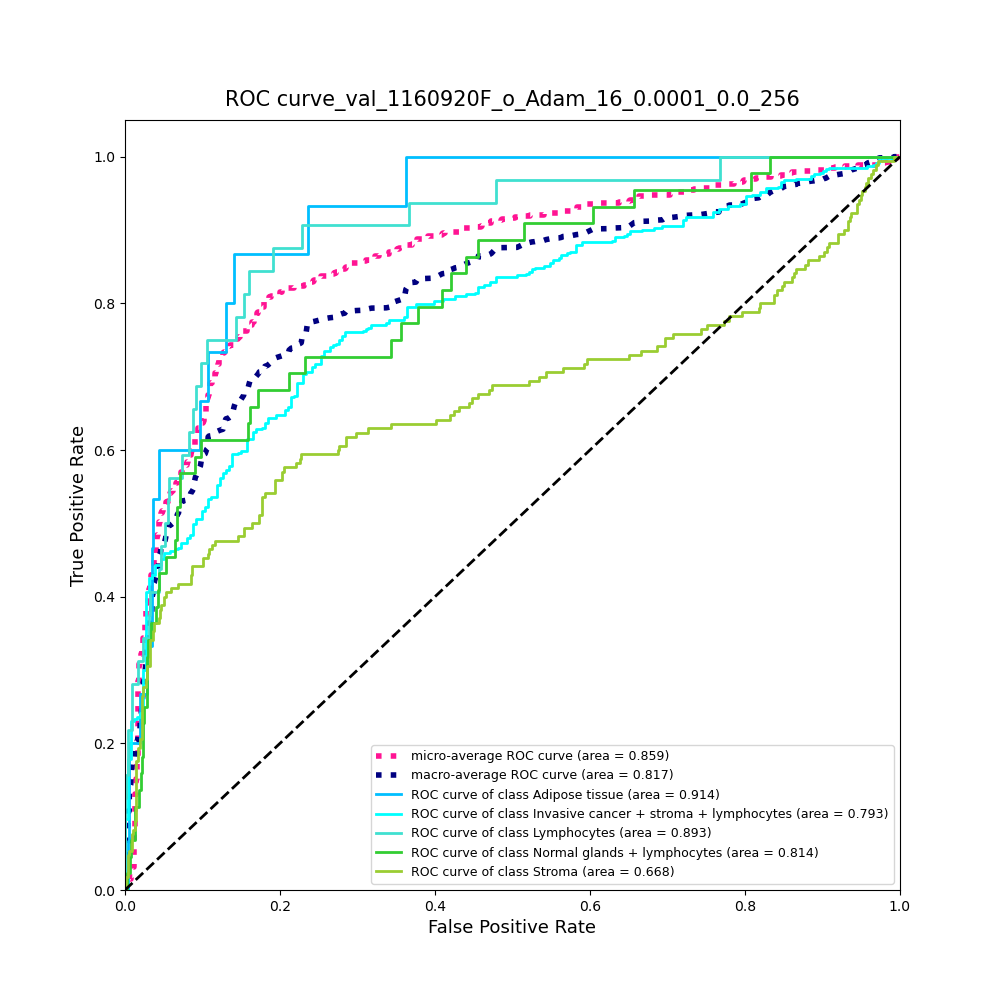 ROC curve_val_1160920F_o_Adam_16_0.0001_0.0_256
1.0
0.8
0.6
0.4
0.2
0.0
True Positive Rate
micro-average ROC curve (area = 0.859)
macro-average ROC curve (area = 0.817)
ROC curve of class Adipose tissue (area = 0.914)
ROC curve of class Invasive cancer + stroma + lymphocytes (area = 0.793)
ROC curve of class Lymphocytes (area = 0.893)
ROC curve of class Normal glands + lymphocytes (area = 0.814)
ROC curve of class Stroma (area = 0.668)
0.0 0.2 0.4 0.6 0.8 1.0
False Positive Rate